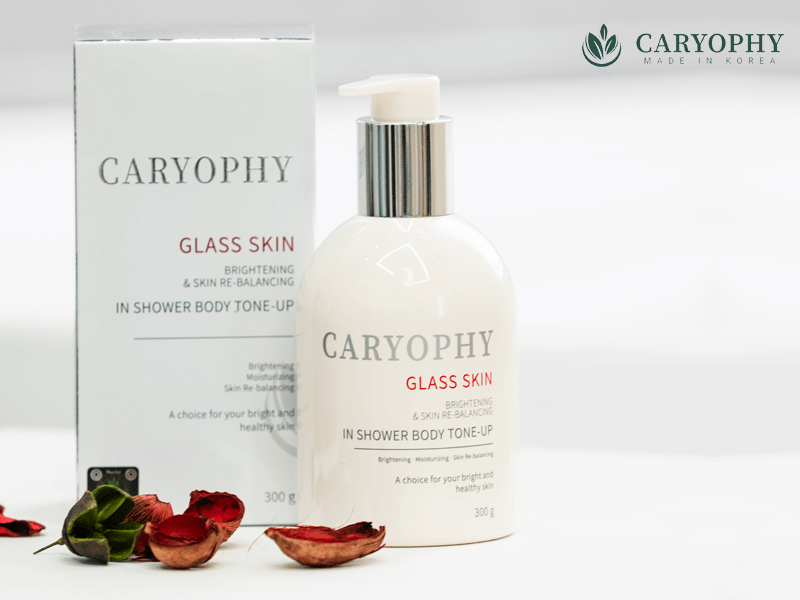 CARYOPHY
MADE IN KOREA
CARYOPHY
GLASS SKIN
BRIGHTENING
& SKIN RE-BALANCING
IN SHOWER BODY TONE-UP
Brightening
Moisturizing
Skin Re-balancing
A choice for your bright and
healthy skin
300 g
CARYOPHY
GLASS SKIN
BRIGHTENING
& SKIN RE-BALANCING
IN SHOWER BODY TONE-UP
Brightening · Moisturizing · Skin Re-balancing
A choice for your bright and
healthy skin
300 g